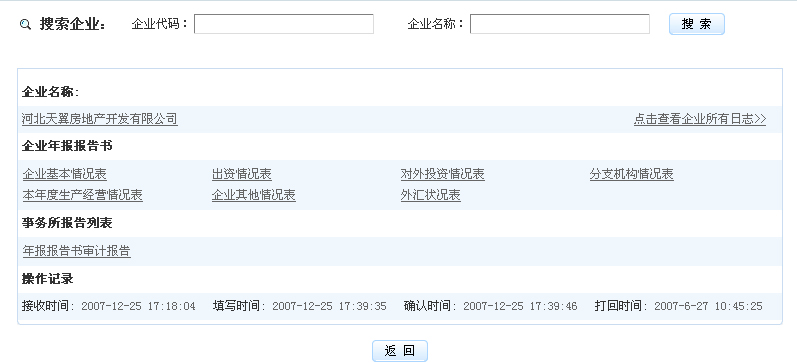 搜索企业： 企业代码： 企业名称： 搜 索
企业名称:
河北天翼房地产开发有限公司 点击查看企业所有日志>>
企业年报报告书
企业基本情况表 出资情况表 对外投资情况表 分支机构情况表
本年度生产经营情况表 企业其他情况表 外汇状况表
事务所报告列表
年报报告书审计报告
操作记录
接收时间: 2007-12-25 17:18:04 填写时间: 2007-12-25 17:39:35 确认时间: 2007-12-25 17:39:46 打回时间: 2007-6-27 10:45:25
返 回